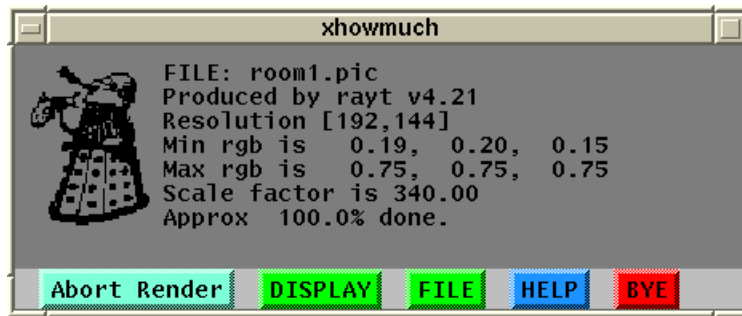 xhowmuch
FILE: room1.pic
Produced by rayt v4.21
Resolution [192,144]
Min rgb is   0.19,  0.20,  0.15
Max rgb is   0.75,  0.75,  0.75
Scale factor is 340.00
Approx  100.0% done.
Abort Render DISPLAY FILE HELP BYE